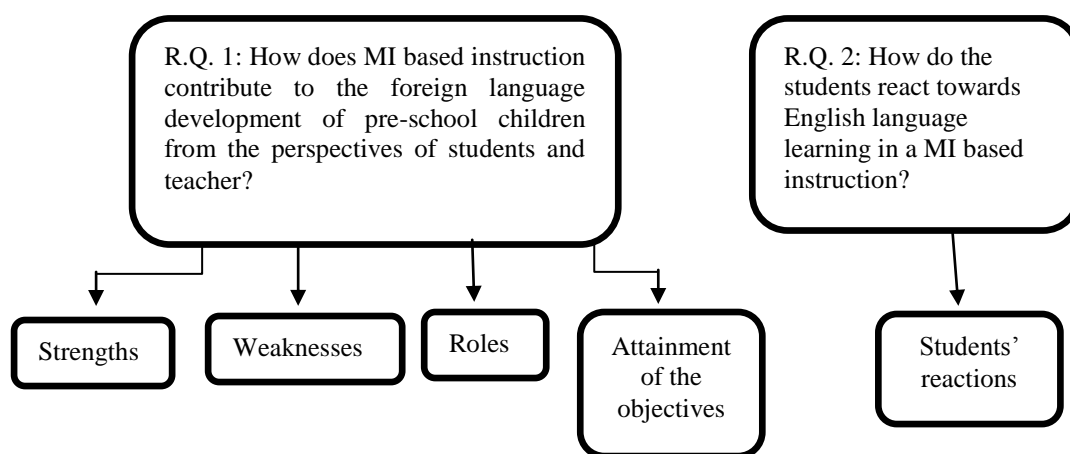 R.Q. 1: How does MI based instruction
contribute to the foreign language
development of pre-school children
from the perspectives of students and
teacher?
R.Q. 2: How do the
students react towards
English language
learning in a MI based
instruction?
Strengths
Weaknesses
Roles
Attainment
of the
objectives
Students’
reactions